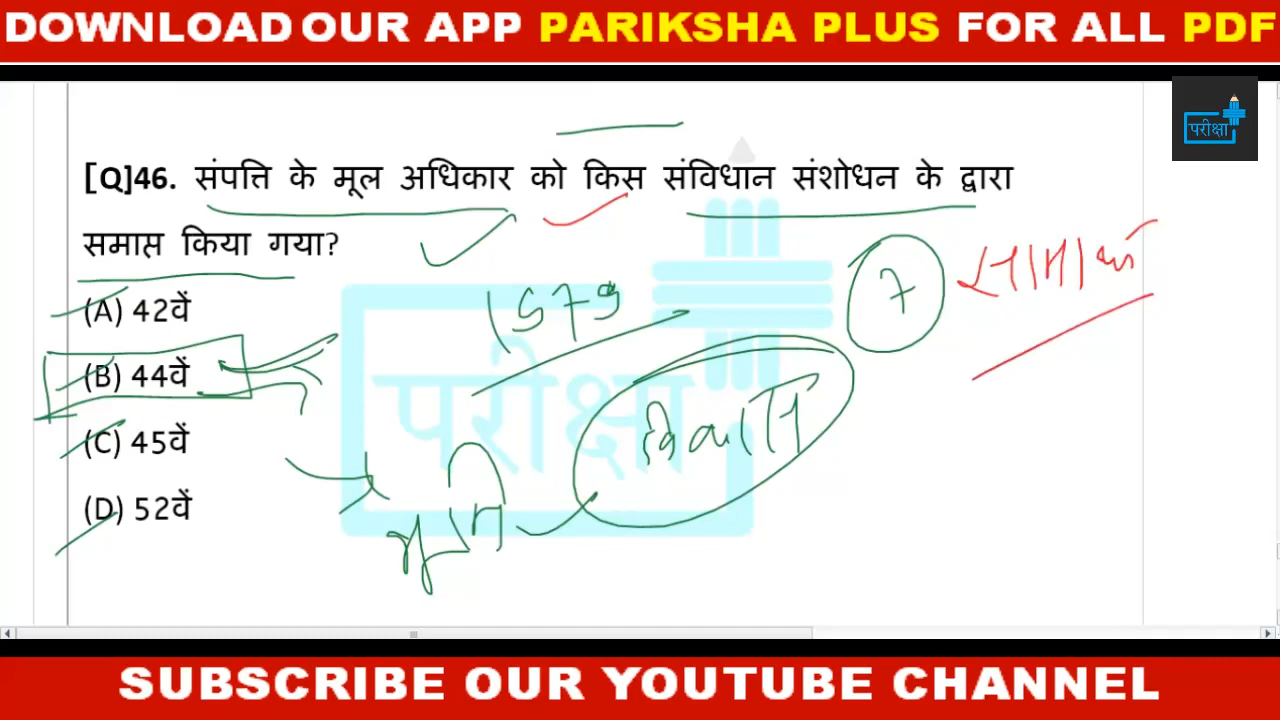 DOWNLOAD OUR APP PARIKSHA PLUS FOR ALL PDF
परीक्षा
[Q]46. संपत्ति के मूल अधिकार को किस संविधान संशोधन के द्वारा
समाप्त किया गया?
(A) 42वें
(B) 44वें
(C) 45वें
(D) 52वें
7
परीक्षा
SUBSCRIBE OUR YOUTUBE CHANNEL